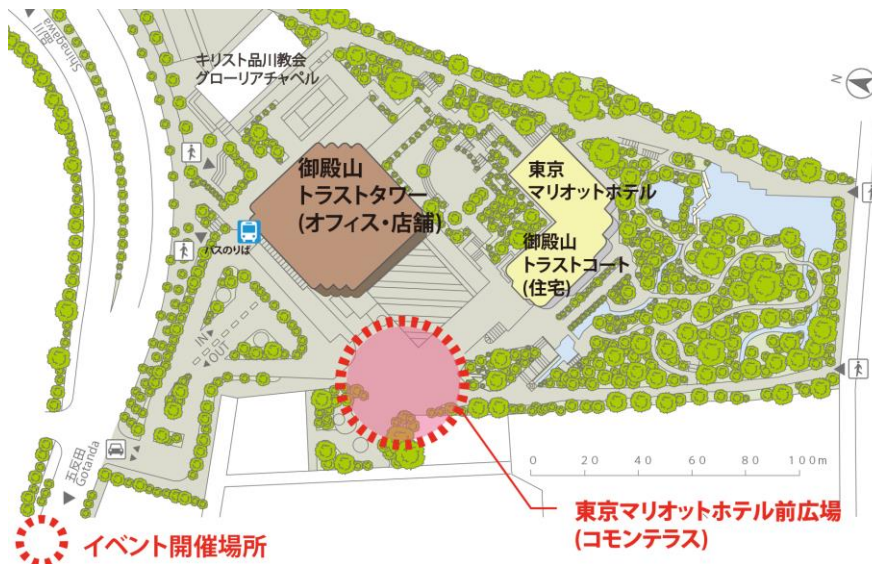 品川
Shinagawa
キリスト品川教会
グローリアチャペル
N
御殿山
トラストタワー
(オフィス・店舗)
東京
マリオットホテル
御殿山
トラストコート
(住宅)
バスのりば
IN
OUT
五反田
Gotanda
0 20 40 60 80 100m
東京マリオットホテル前広場
(コモンテラス)
イベント開催場所